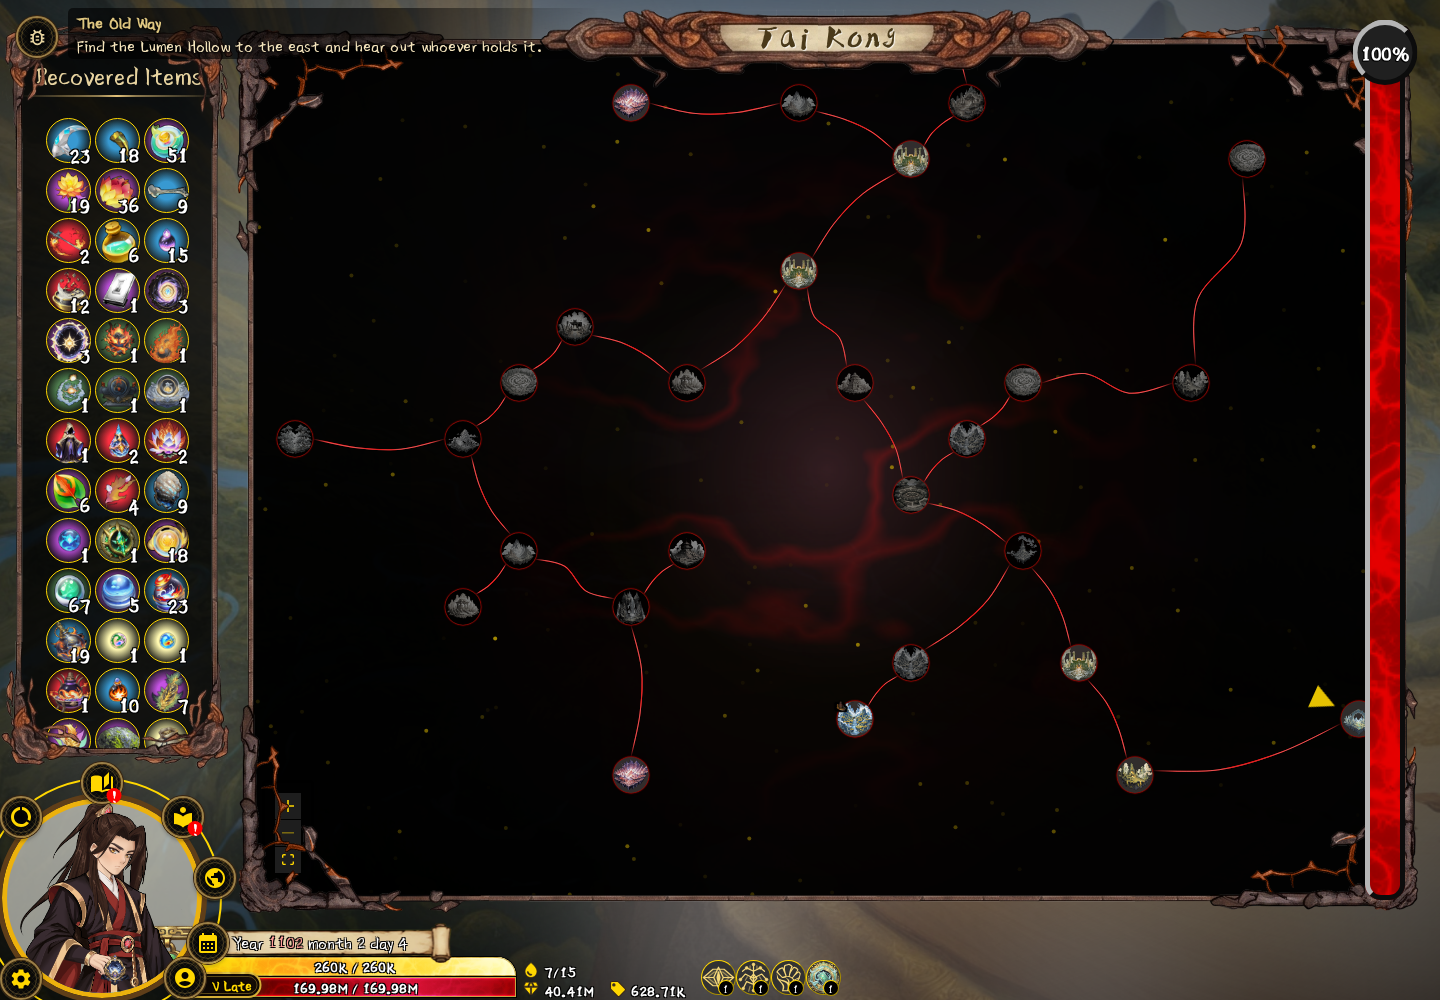 The Old Way
Find the Lumen Hollow to the east and hear out whoever holds it.
Tai Kong
100%
Recovered Items
23 18 51
19 36 9
2 6 15
12 1 3
3 1 1
1 1 1
1 2 2
6 4 9
1 1 18
67 5 23
19 1 1
1 10 7
Year 1102 month 2 day 4
260K / 260K
V Late
169.98M / 169.98M
7/15
40.41M
628.71K
1 1 1 1